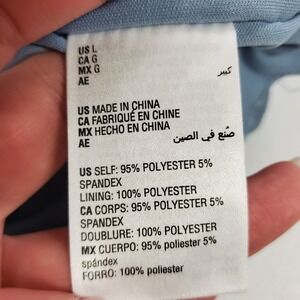 US L
CA G
MX G
AE كبير
US MADE IN CHINA
CA FABRIQUÉ EN CHINE
MX HECHO EN CHINA
AE صُنع في الصين
US SELF: 95% POLYESTER 5%
SPANDEX
LINING: 100% POLYESTER
CA CORPS: 95% POLYESTER 5%
SPANDEX
DOUBLURE: 100% POLYESTER
MX CUERPO: 95% poliester 5%
spándex
FORRO: 100% poliester